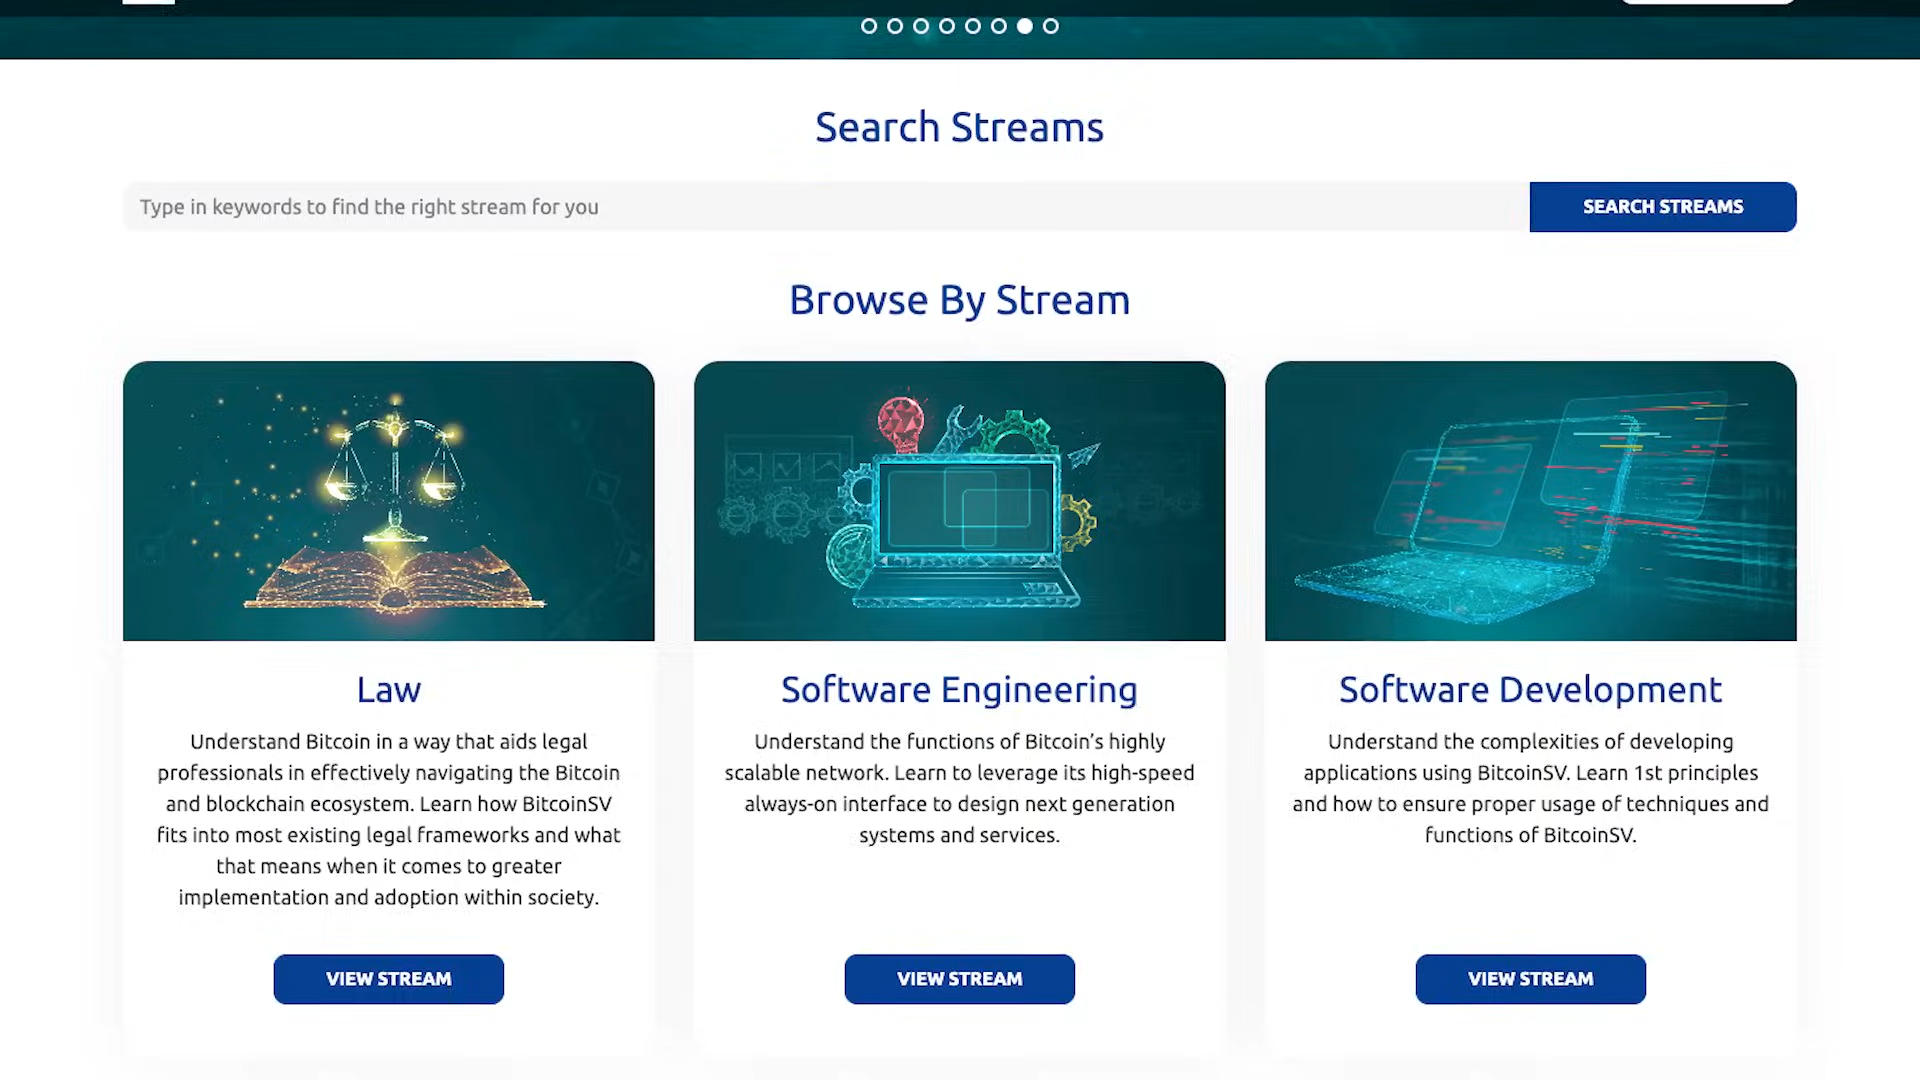 Search Streams
Type in keywords to find the right stream for you
SEARCH STREAMS
Browse By Stream
Law
Understand Bitcoin in a way that aids legal
professionals in effectively navigating the Bitcoin
and blockchain ecosystem. Learn how BitcoinSV
fits into most existing legal frameworks and what
that means when it comes to greater
implementation and adoption within society.
VIEW STREAM
Software Engineering
Understand the functions of Bitcoin’s highly
scalable network. Learn to leverage its high-speed
always-on interface to design next generation
systems and services.
VIEW STREAM
Software Development
Understand the complexities of developing
applications using BitcoinSV. Learn 1st principles
and how to ensure proper usage of techniques and
functions of BitcoinSV.
VIEW STREAM